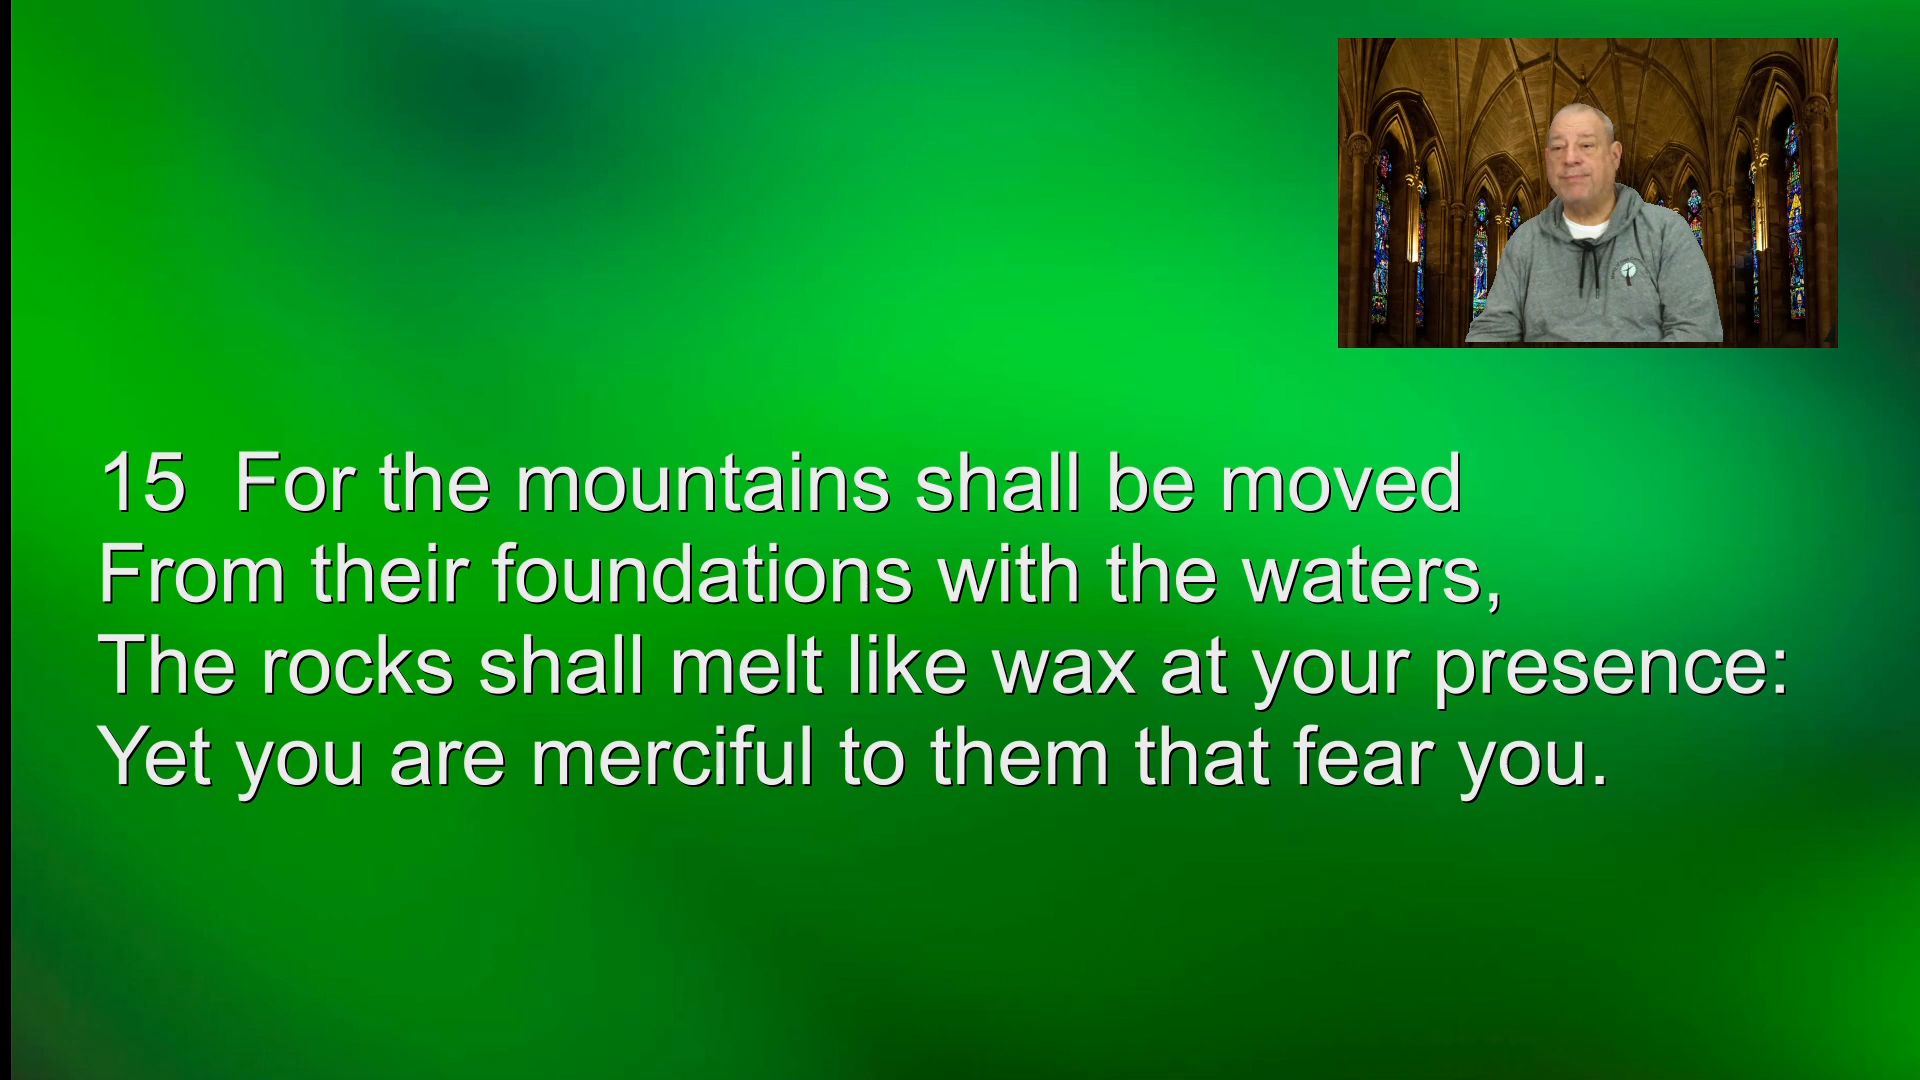 15  For the mountains shall be moved
From their foundations with the waters,
The rocks shall melt like wax at your presence:
Yet you are merciful to them that fear you.